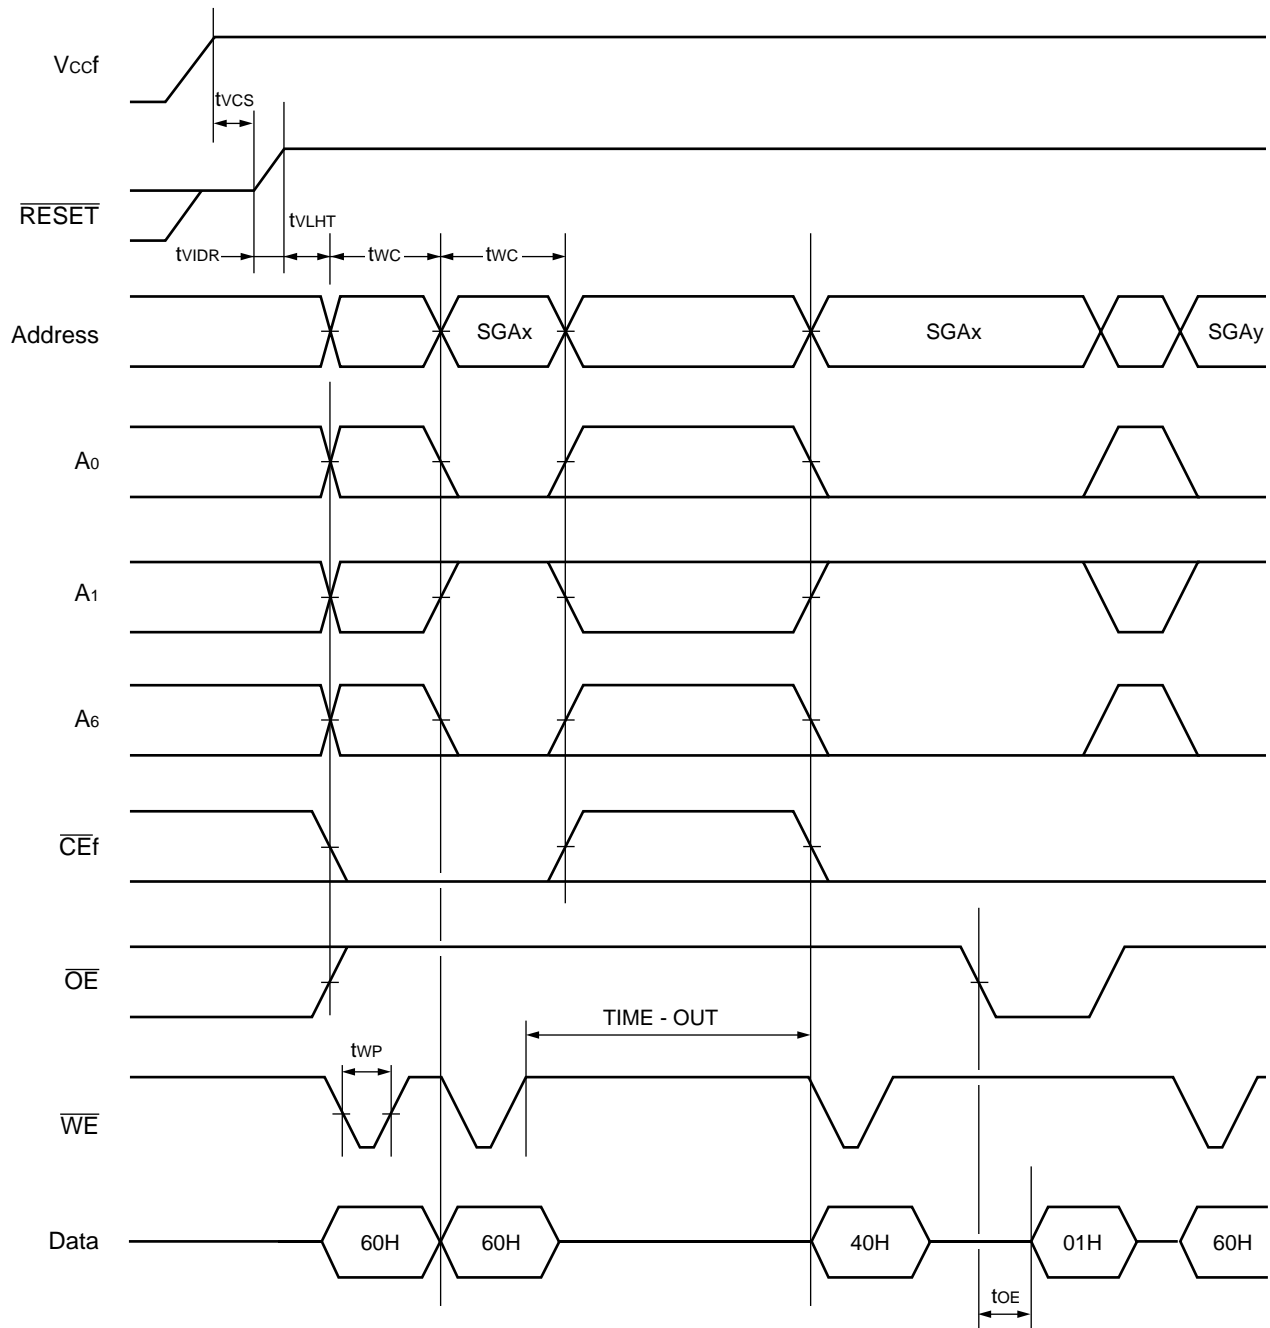 Vccf
tVCS
RESET
tVLHT
tVIDR tWC tWC
Address SGAx SGAx SGAy
A0
A1
A6
CEf
OE
TIME - OUT
tWP
WE
Data 60H 60H 40H 01H 60H
tOE